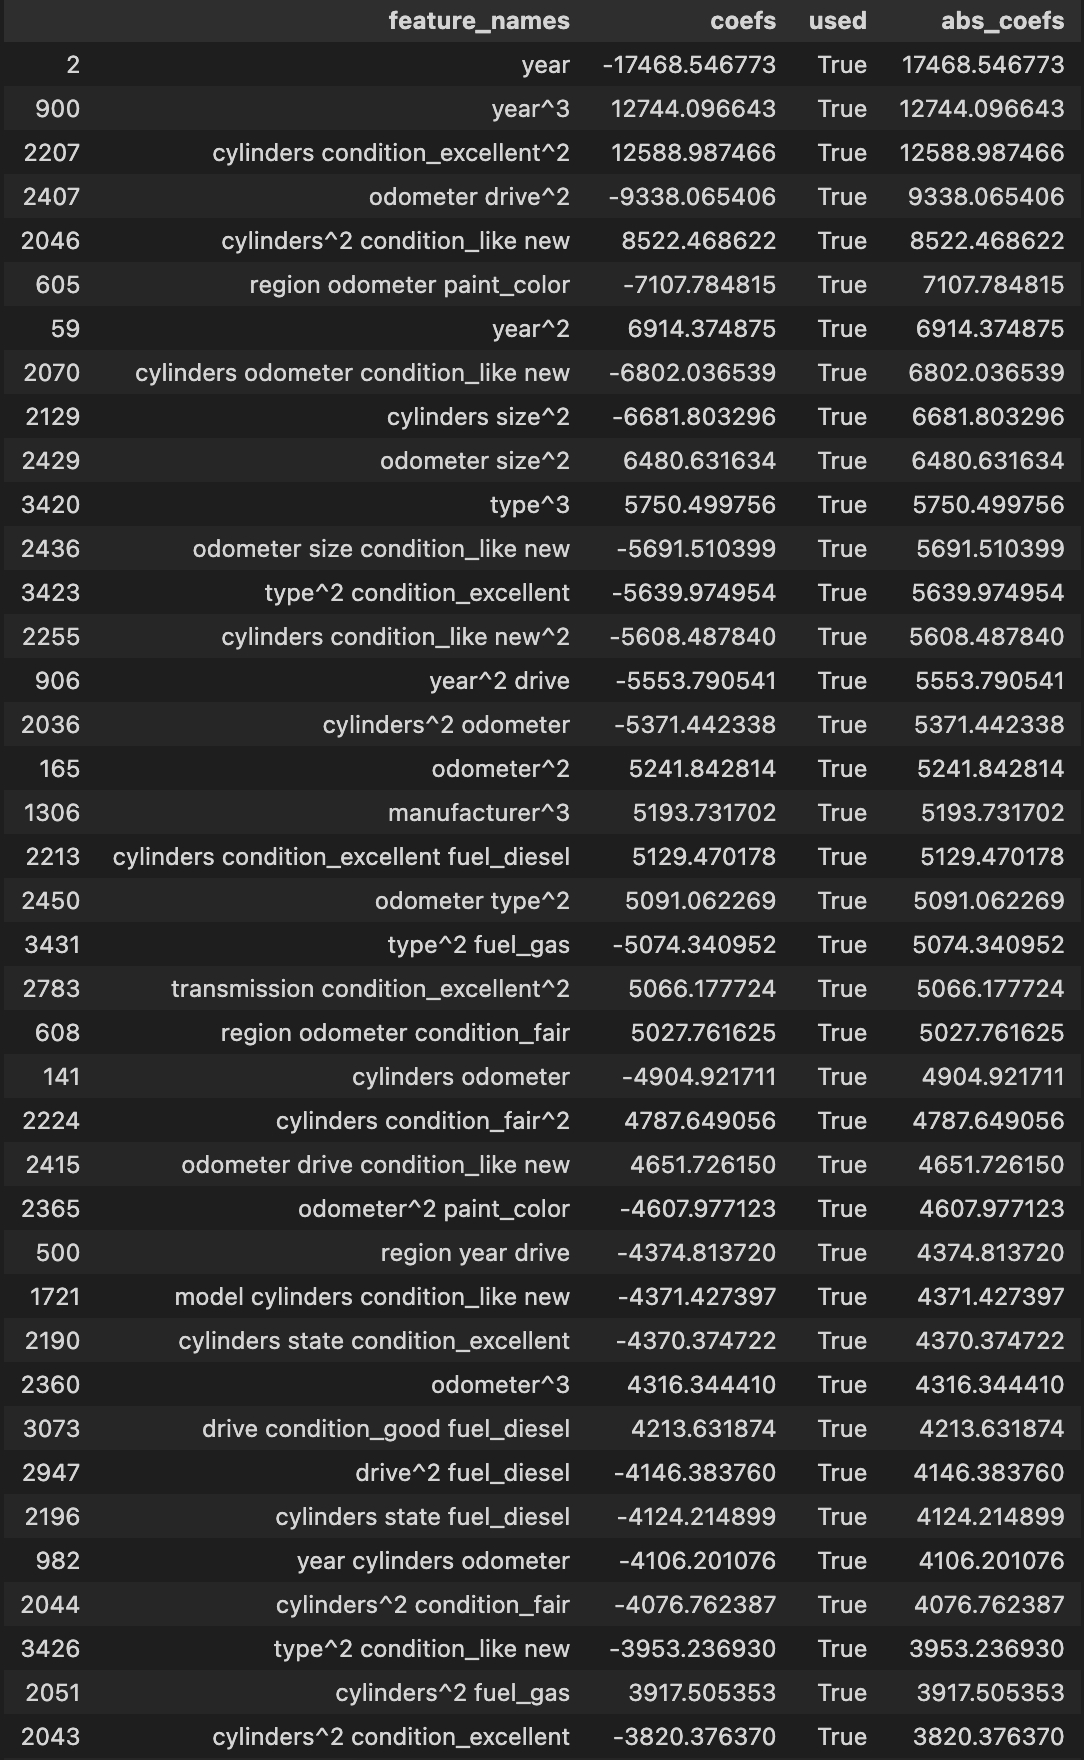 feature_names coefs used abs_coefs
2 year -17468.546773 True 17468.546773
900 year^3 12744.096643 True 12744.096643
2207 cylinders condition_excellent^2 12588.987466 True 12588.987466
2407 odometer drive^2 -9338.065406 True 9338.065406
2046 cylinders^2 condition_like new 8522.468622 True 8522.468622
605 region odometer paint_color -7107.784815 True 7107.784815
59 year^2 6914.374875 True 6914.374875
2070 cylinders odometer condition_like new -6802.036539 True 6802.036539
2129 cylinders size^2 -6681.803296 True 6681.803296
2429 odometer size^2 6480.631634 True 6480.631634
3420 type^3 5750.499756 True 5750.499756
2436 odometer size condition_like new -5691.510399 True 5691.510399
3423 type^2 condition_excellent -5639.974954 True 5639.974954
2255 cylinders condition_like new^2 -5608.487840 True 5608.487840
906 year^2 drive -5553.790541 True 5553.790541
2036 cylinders^2 odometer -5371.442338 True 5371.442338
165 odometer^2 5241.842814 True 5241.842814
1306 manufacturer^3 5193.731702 True 5193.731702
2213 cylinders condition_excellent fuel_diesel 5129.470178 True 5129.470178
2450 odometer type^2 5091.062269 True 5091.062269
3431 type^2 fuel_gas -5074.340952 True 5074.340952
2783 transmission condition_excellent^2 5066.177724 True 5066.177724
608 region odometer condition_fair 5027.761625 True 5027.761625
141 cylinders odometer -4904.921711 True 4904.921711
2224 cylinders condition_fair^2 4787.649056 True 4787.649056
2415 odometer drive condition_like new 4651.726150 True 4651.726150
2365 odometer^2 paint_color -4607.977123 True 4607.977123
500 region year drive -4374.813720 True 4374.813720
1721 model cylinders condition_like new -4371.427397 True 4371.427397
2190 cylinders state condition_excellent -4370.374722 True 4370.374722
2360 odometer^3 4316.344410 True 4316.344410
3073 drive condition_good fuel_diesel 4213.631874 True 4213.631874
2947 drive^2 fuel_diesel -4146.383760 True 4146.383760
2196 cylinders state fuel_diesel -4124.214899 True 4124.214899
982 year cylinders odometer -4106.201076 True 4106.201076
2044 cylinders^2 condition_fair -4076.762387 True 4076.762387
3426 type^2 condition_like new -3953.236930 True 3953.236930
2051 cylinders^2 fuel_gas 3917.505353 True 3917.505353
2043 cylinders^2 condition_excellent -3820.376370 True 3820.376370